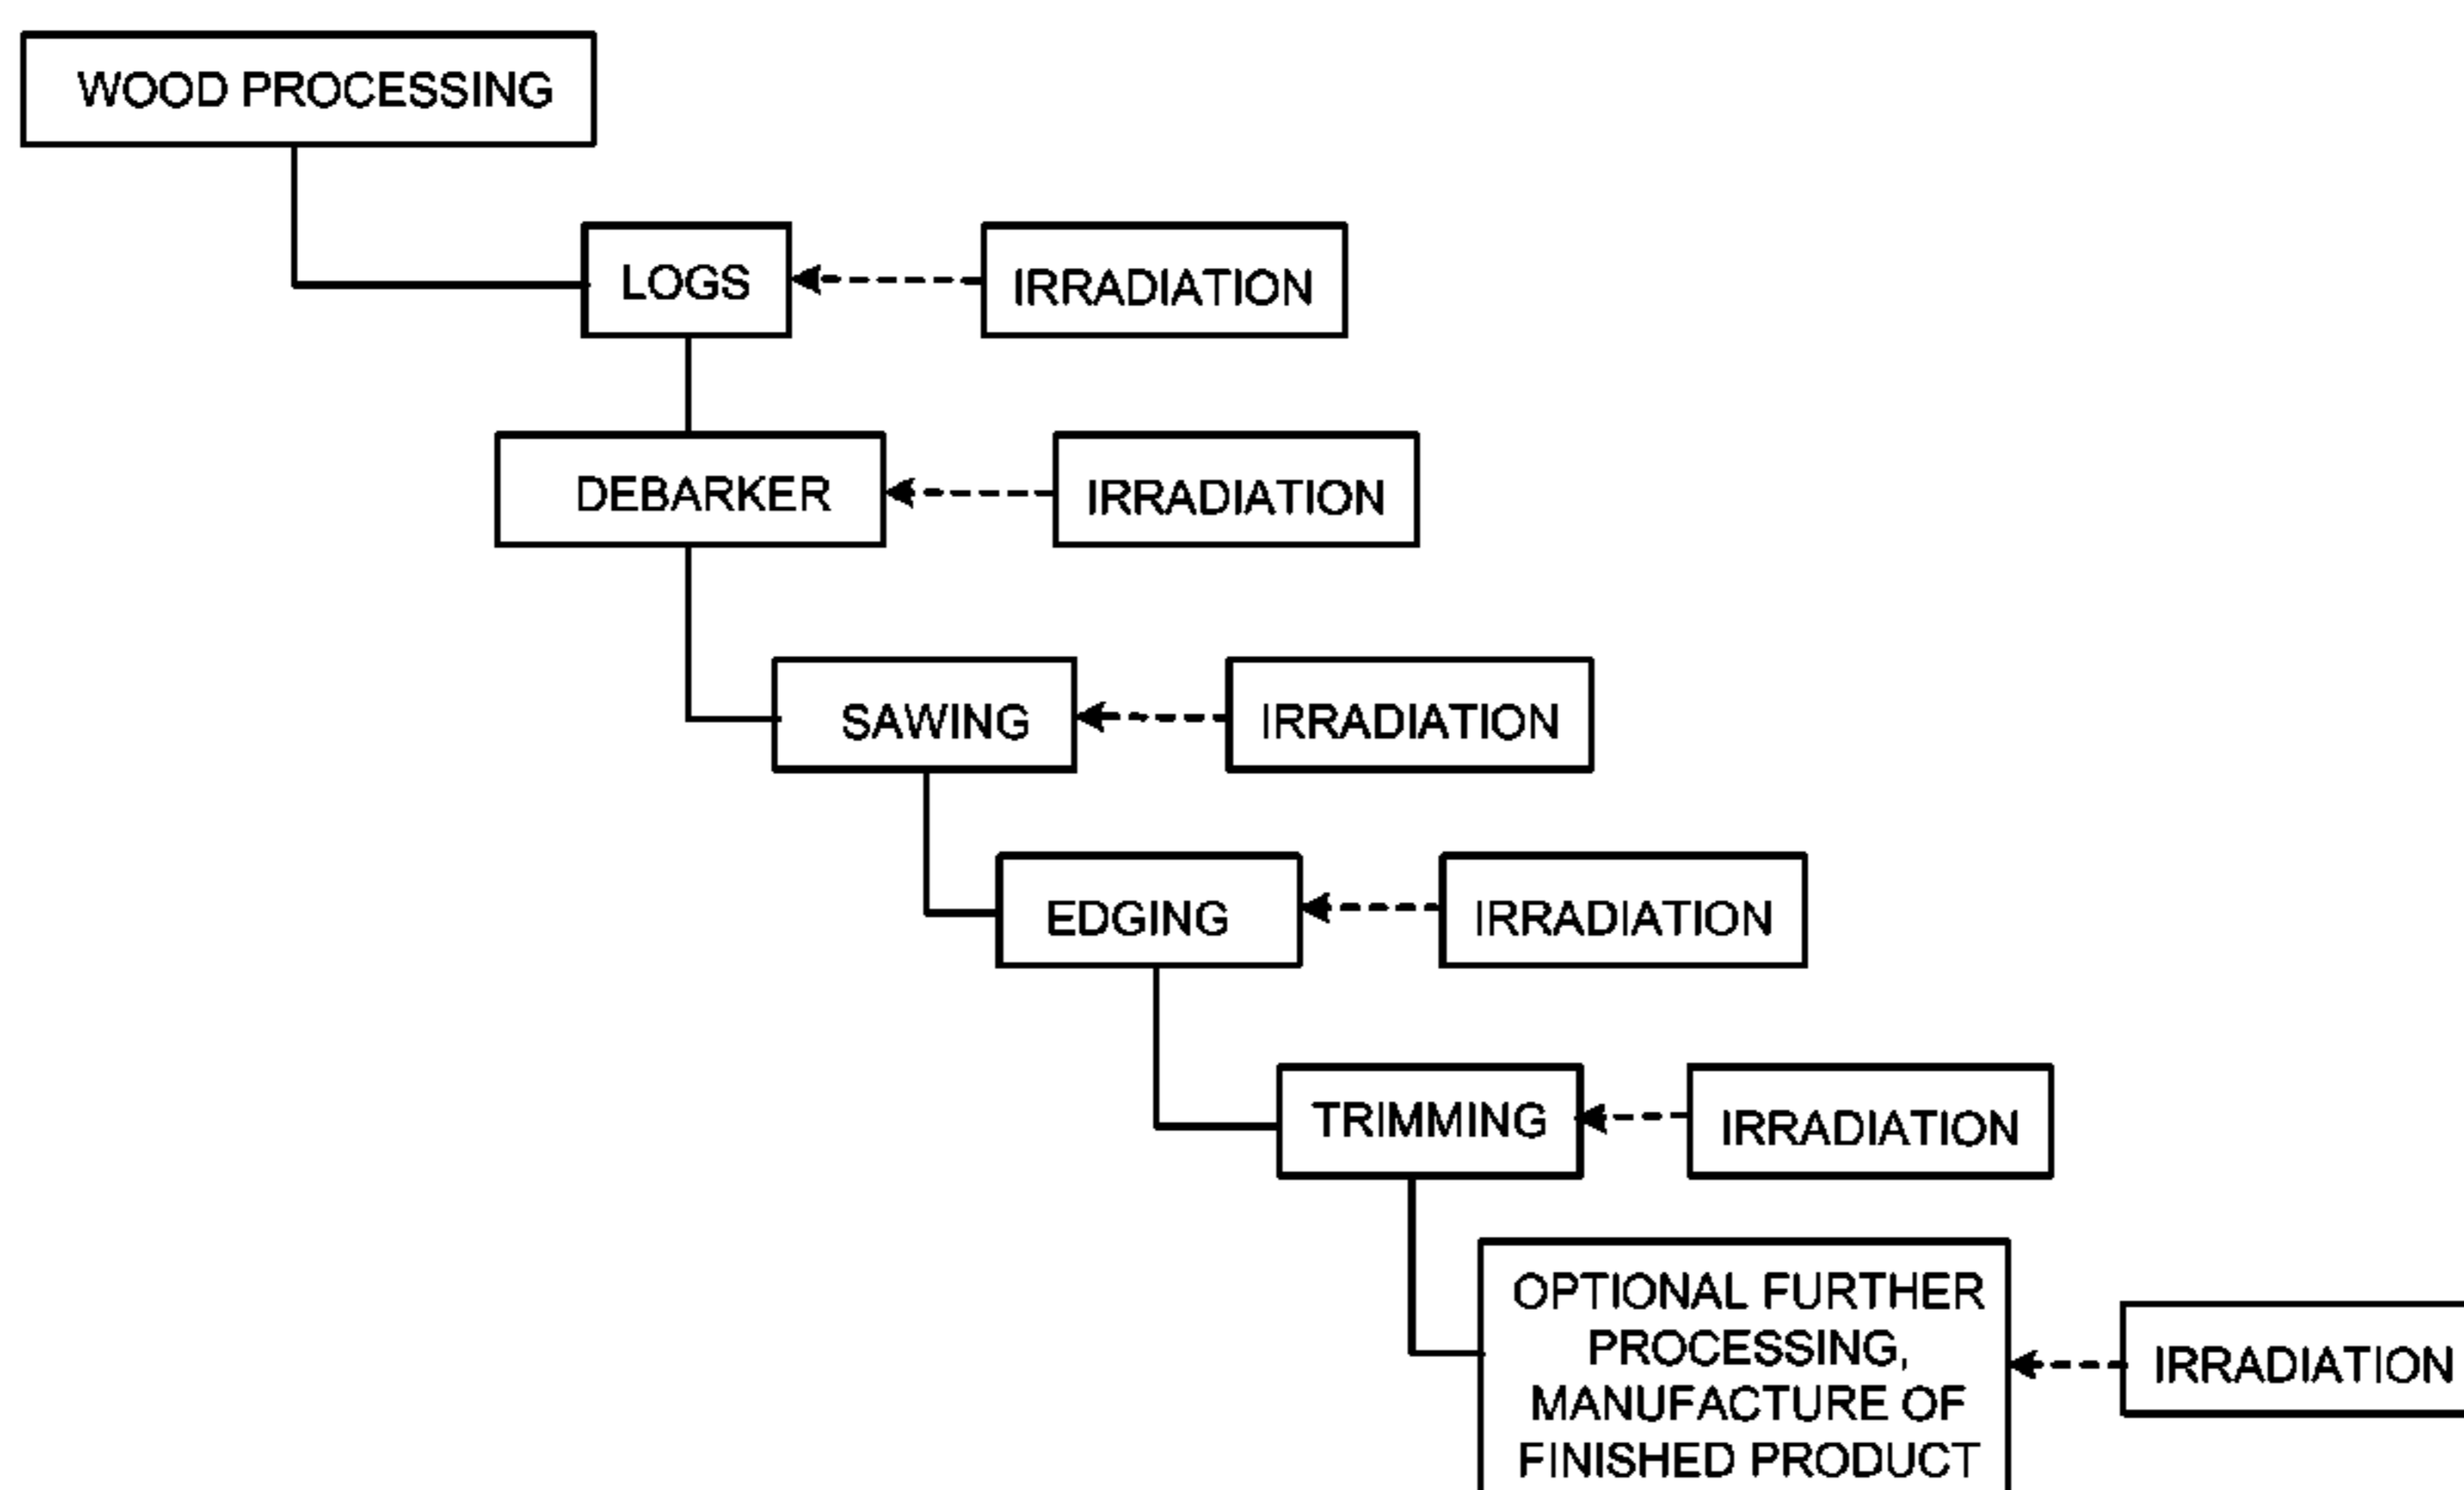 WOOD PROCESSING
LOGS
IRRADIATION
DEBARKER
IRRADIATION
SAWING
IRRADIATION
EDGING
IRRADIATION
TRIMMING
IRRADIATION
OPTIONAL FURTHER
PROCESSING,
MANUFACTURE OF
FINISHED PRODUCT
IRRADIATION